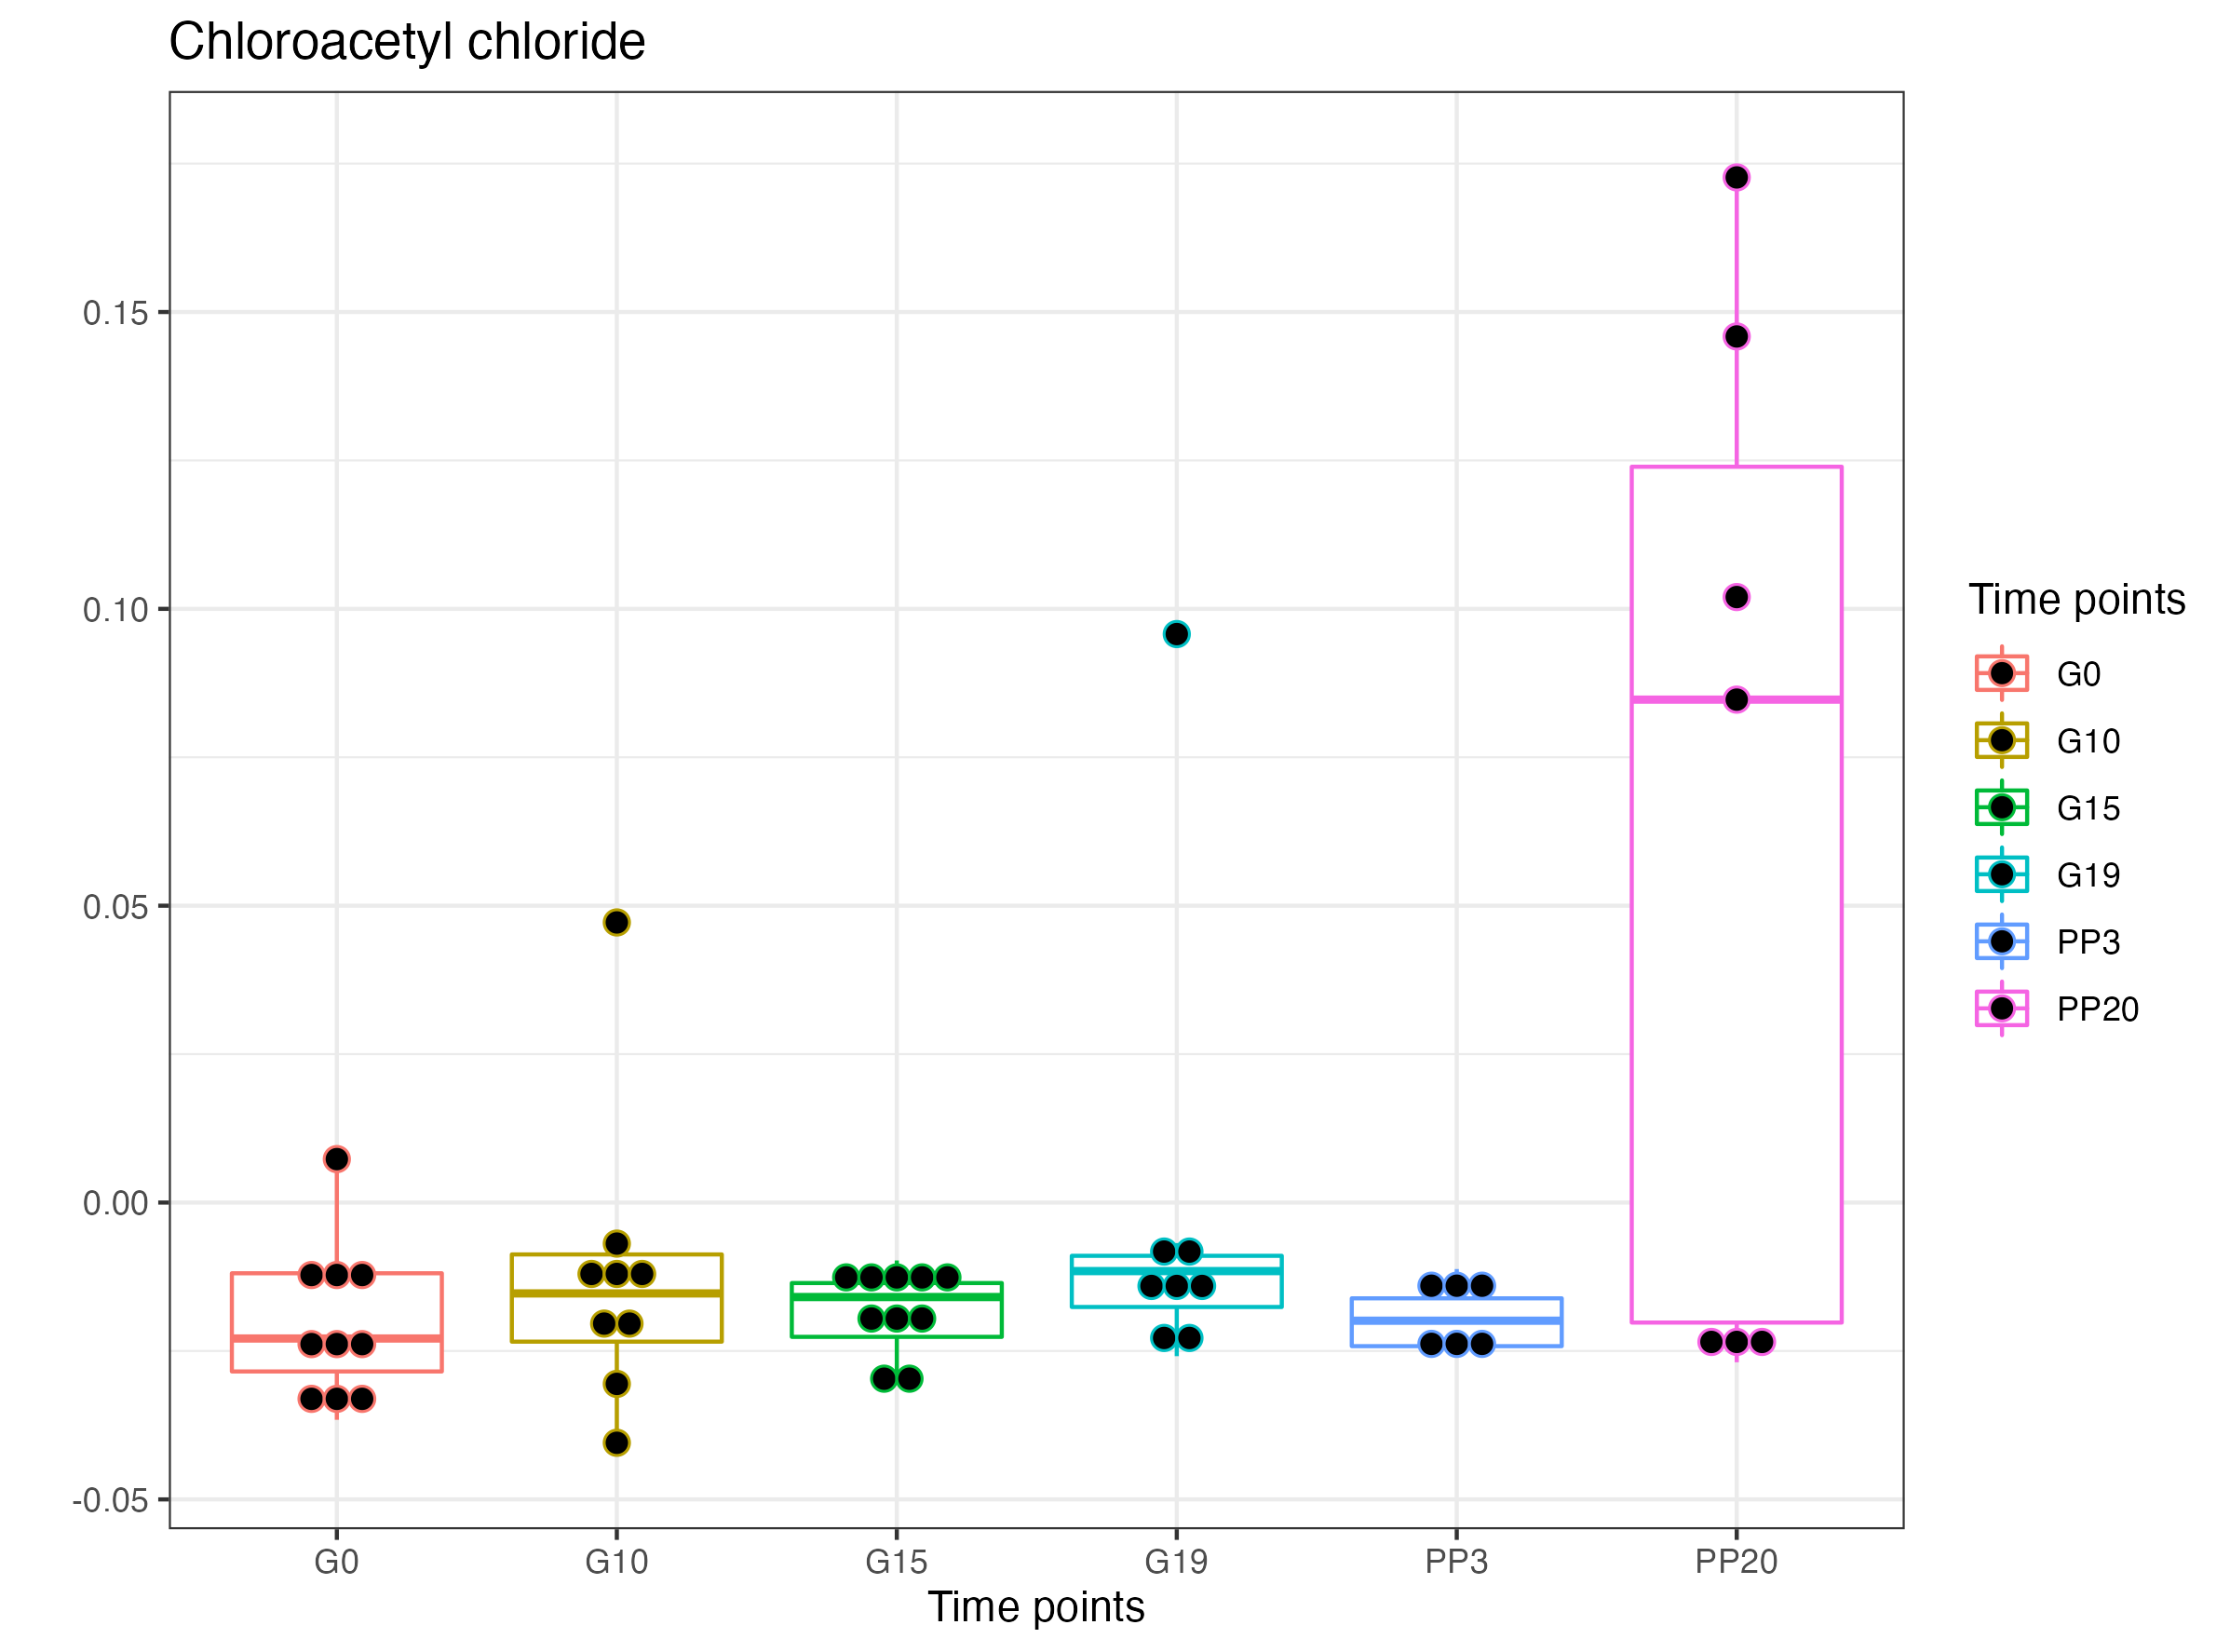 Chloroacetyl chloride
0.15
0.10
0.05
0.00
-0.05
G0 G10 G15 G19 PP3 PP20
Time points
Time points
G0
G10
G15
G19
PP3
PP20